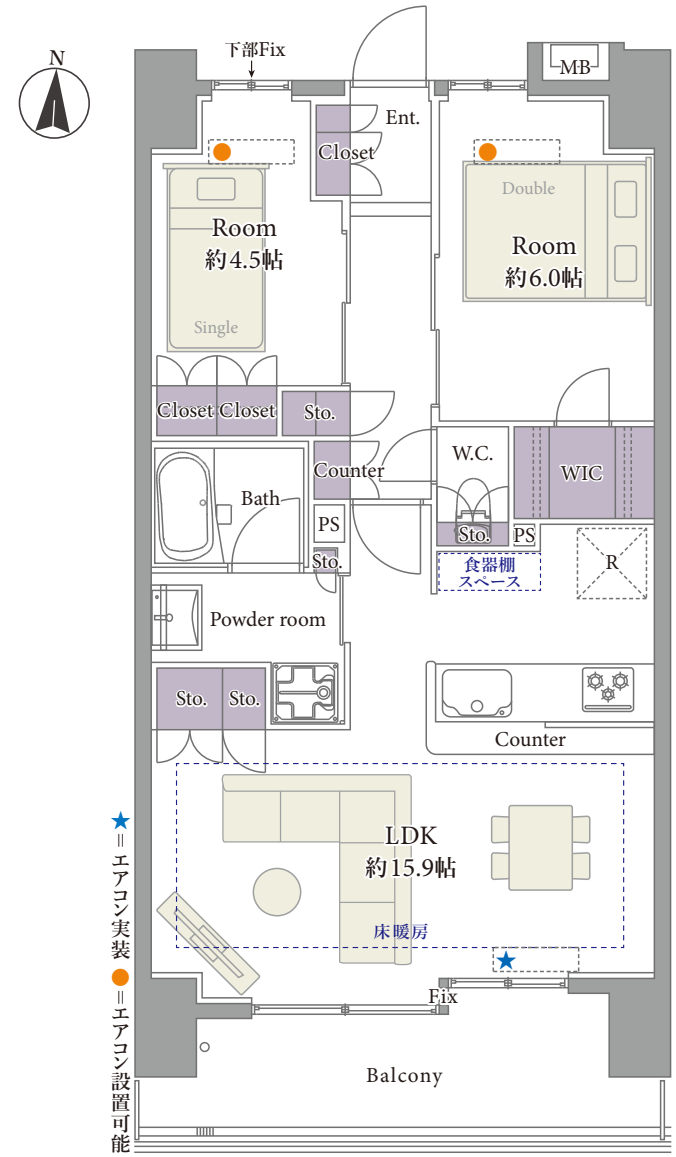 N
下部Fix
MB
Ent.
Closet
Double
Room
約4.5帖
Room
約6.0帖
Single
Closet
Closet
Sto.
Counter
W.C.
WIC
Bath
PS
Sto.
PS
Sto.
食器棚
スペース
R
Powder room
Sto.
Sto.
Counter
LDK
約15.9帖
床暖房
★=エアコン実装 ●=エアコン設置可能
Fix
Balcony